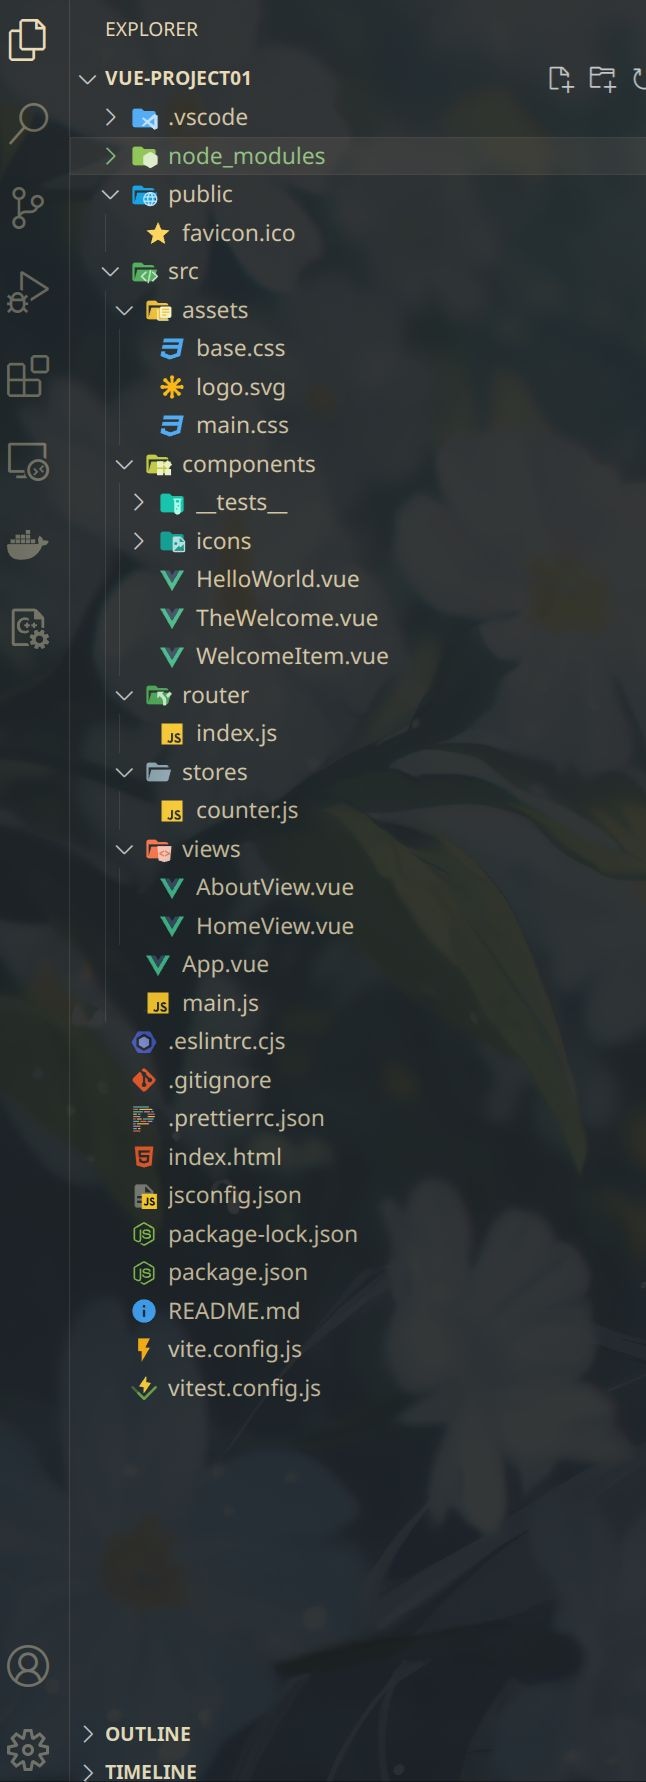 EXPLORER
VUE-PROJECT01
.vscode
node_modules
public
favicon.ico
src
assets
base.css
logo.svg
main.css
components
__tests__
icons
HelloWorld.vue
TheWelcome.vue
WelcomeItem.vue
router
index.js
stores
counter.js
views
AboutView.vue
HomeView.vue
App.vue
main.js
.eslintrc.cjs
.gitignore
.prettierrc.json
index.html
jsconfig.json
package-lock.json
package.json
README.md
vite.config.js
vitest.config.js
OUTLINE
TIMELINE